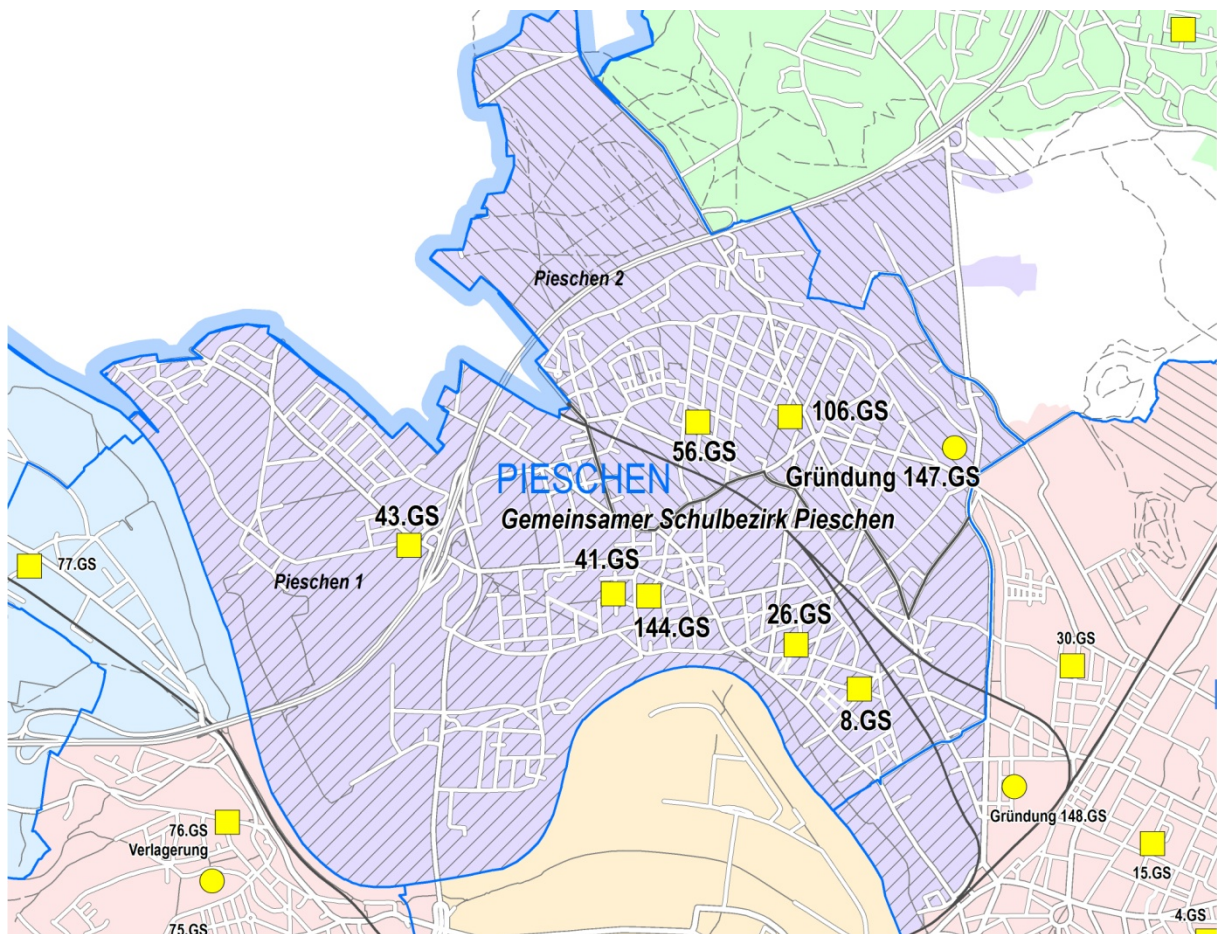 Pieschen 2
106.GS
56.GS
Gründung 147.GS
PIESCHEN
43.GS
Gemeinsamer Schulbezirk Pieschen
77.GS
41.GS
Pieschen 1
144.GS
26.GS
30.GS
8.GS
Gründung 148.GS
76.GS
Verlagerung
15.GS
4.GS
75.GS